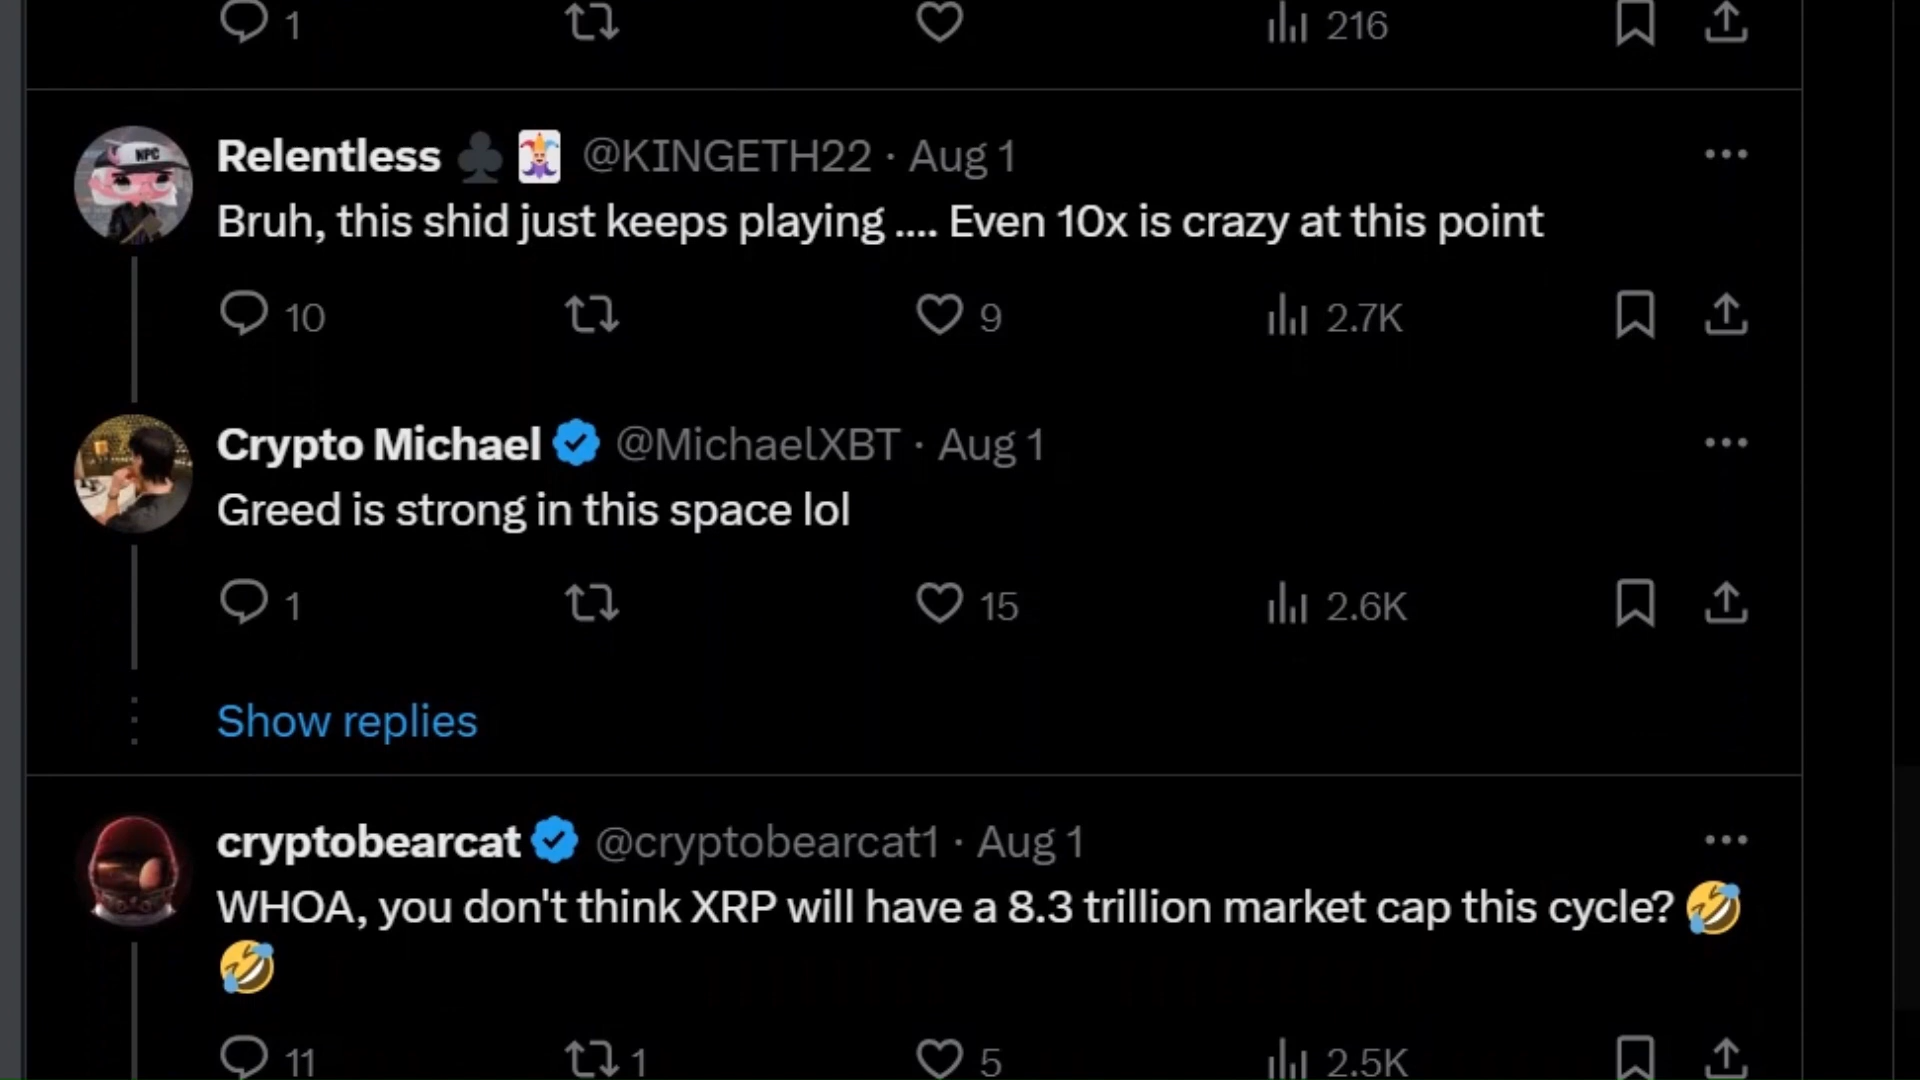 1 216
Relentless ♣️🃏 @KINGETH22 · Aug 1
Bruh, this shid just keeps playing .... Even 10x is crazy at this point
10 9 2.7K
Crypto Michael @MichaelXBT · Aug 1
Greed is strong in this space lol
1 15 2.6K
Show replies
cryptobearcat @cryptobearcat1 · Aug 1
WHOA, you don't think XRP will have a 8.3 trillion market cap this cycle? 🤣
🤣
11 1 5 2.5K